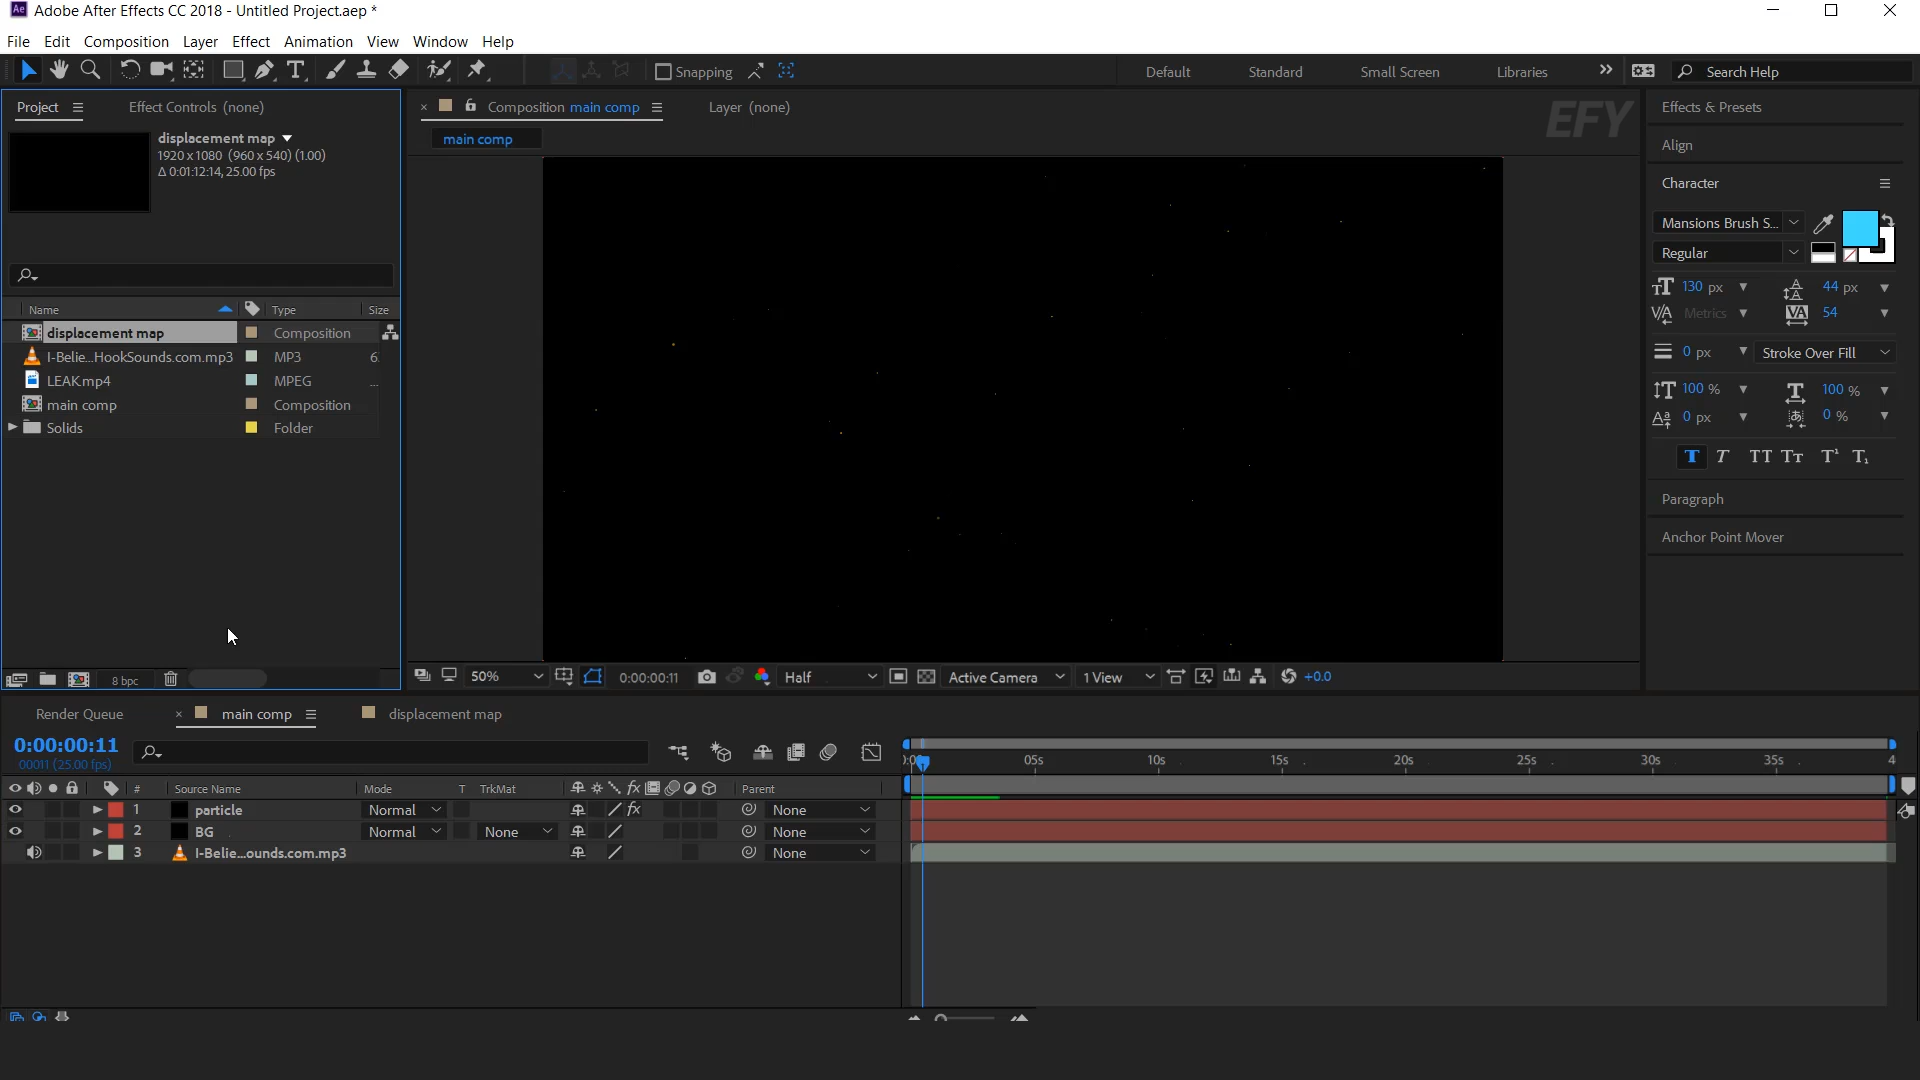 Ae Adobe After Effects CC 2018 - Untitled Project.aep *
File Edit Composition Layer Effect Animation View Window Help
Snapping Default Standard Small Screen Libraries Search Help
Project Effect Controls (none) Composition main comp Layer (none) EFY Effects & Presets
displacement map
1920 x 1080 (960 x 540) (1.00)
Δ 0:01:12:14, 25.00 fps
main comp
Align
Character
Mansions Brush S...
Regular
130 px 44 px
Metrics 54
0 px Stroke Over Fill
100 % 100 %
0 px 0 %
Paragraph
Anchor Point Mover
Name Type Size
displacement map Composition
I-Belie...HookSounds.com.mp3 MP3 6
LEAK.mp4 MPEG ...
main comp Composition
Solids Folder
8 bpc 50% 0:00:00:11 Half Active Camera 1 View +0.0
Render Queue main comp displacement map
0:00:00:11
00011 (25.00 fps)
05s 10s 15s 20s 25s 30s 35s 4
# Source Name Mode T TrkMat Parent
1 particle Normal None
2 BG Normal None None
3 I-Belie...ounds.com.mp3 None